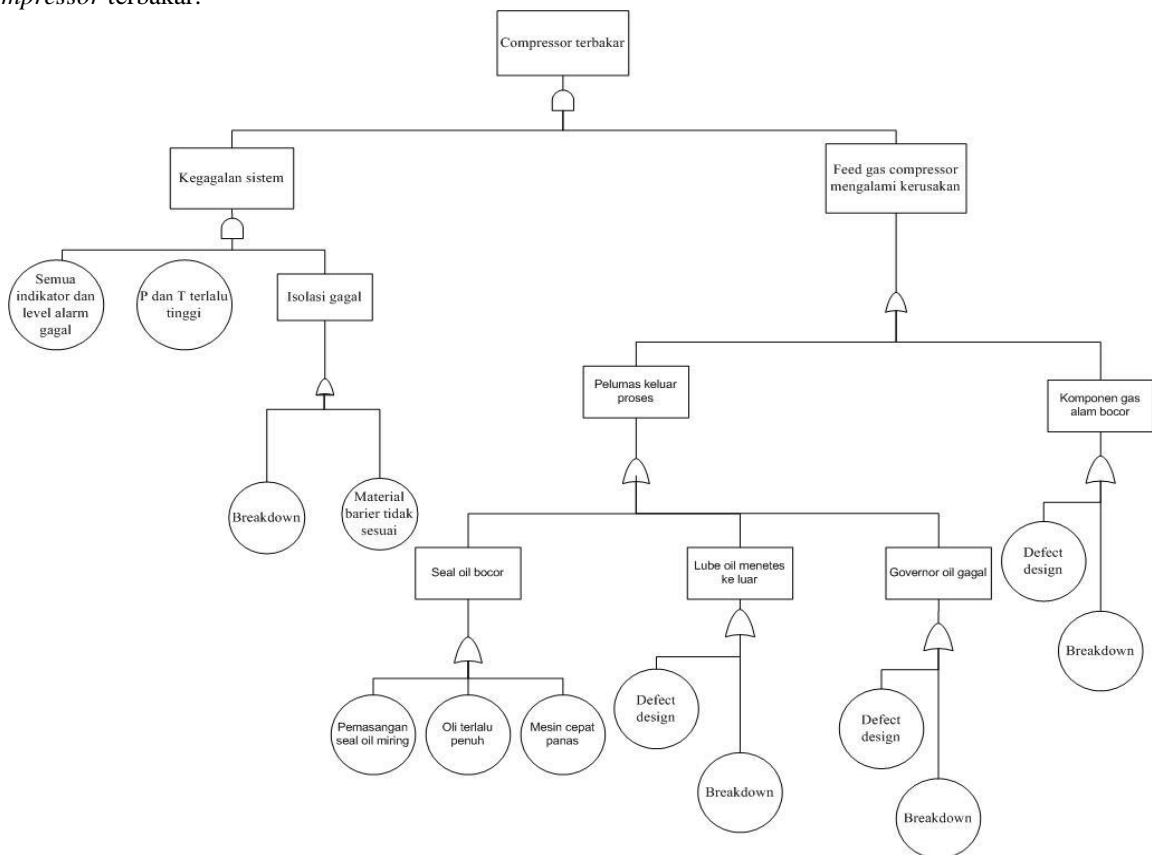 terbakar.
Compressor terbakar
Kegagalan sistem
Feed gas compressor
mengalami kerusakan
Semua
indikator dan
level alarm
gagal
P dan T terlalu
tinggi
Isolasi gagal
Pelumas keluar
proses
Komponen gas
alam bocor
Breakdown
Material
barier tidak
sesuai
Seal oil bocor
Lube oil menetes
ke luar
Governor oil gagal
Defect
design
Breakdown
Pemasangan
seal oil miring
Oli terlalu
penuh
Mesin cepat
panas
Defect
design
Breakdown
Defect
design
Breakdown